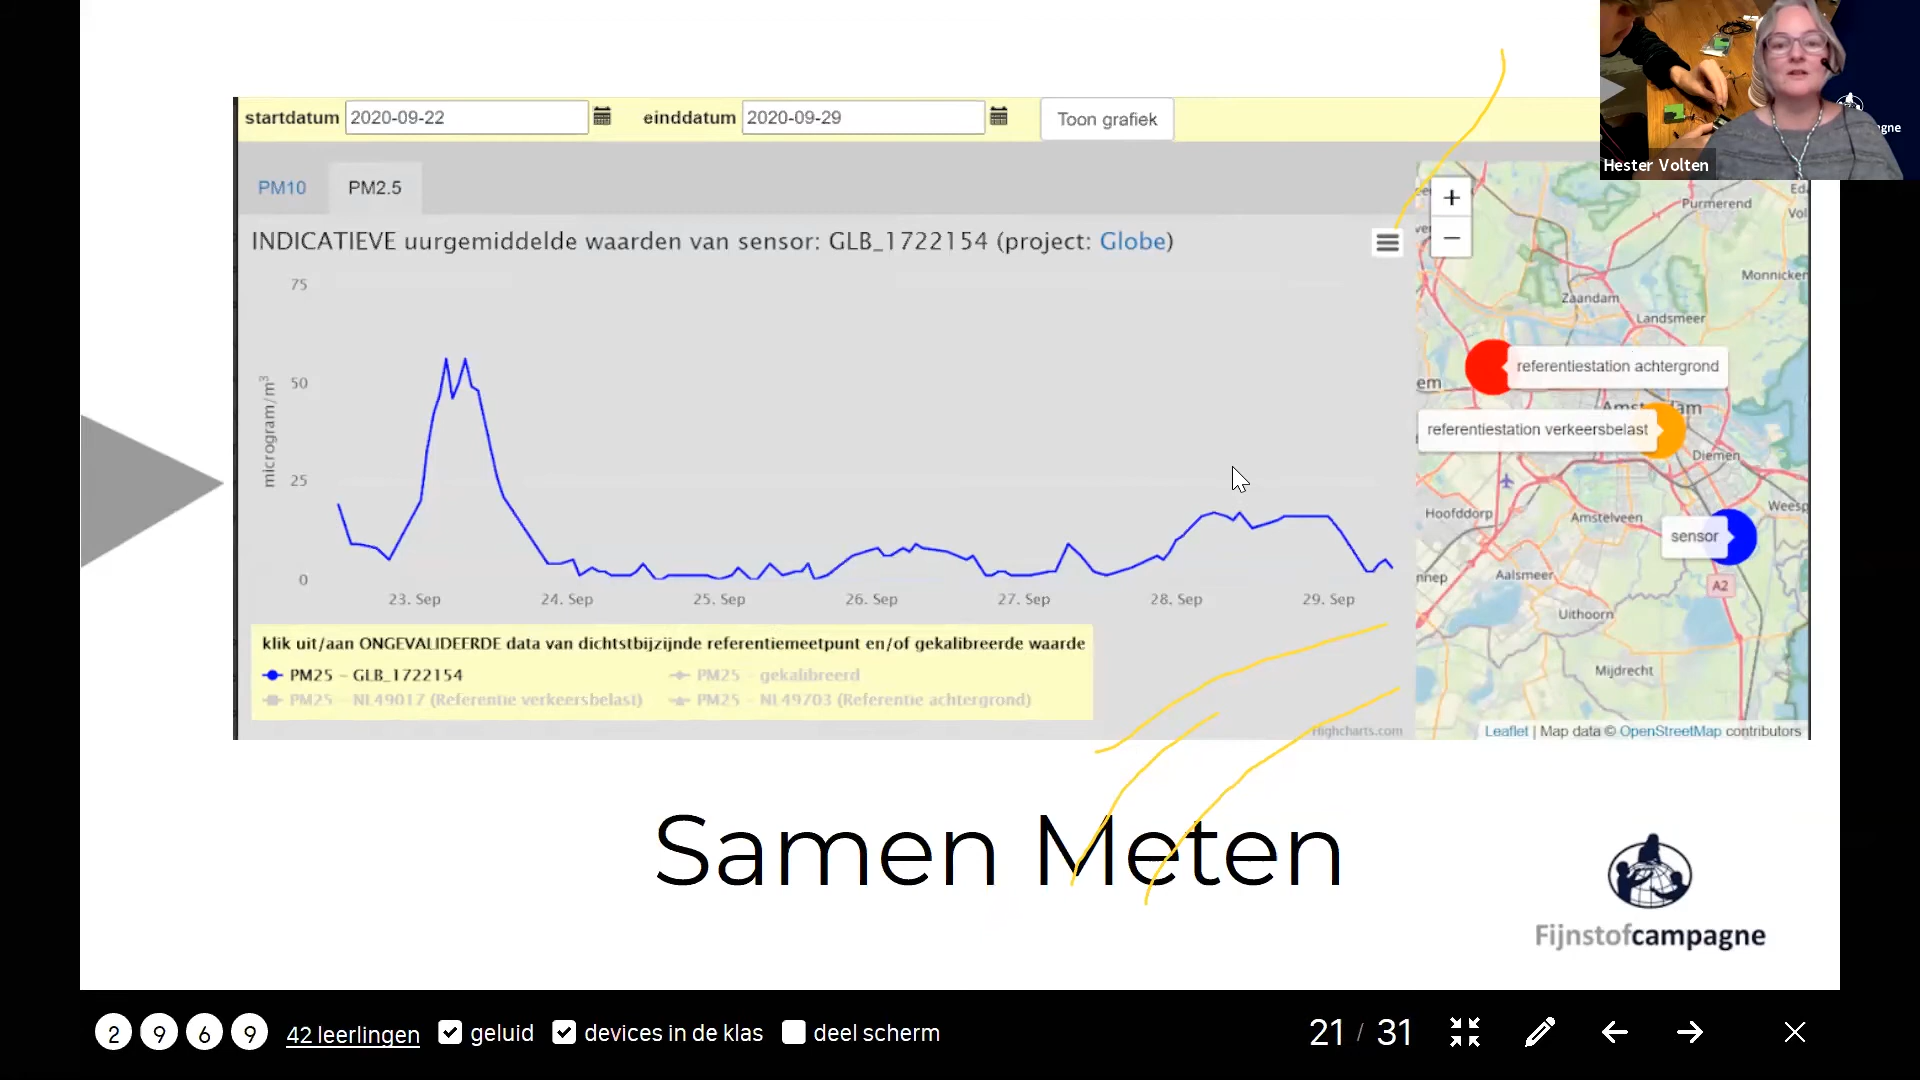 startdatum 2020-09-22 einddatum 2020-09-29 Toon grafiek
PM10 PM2.5
INDICATIEVE uurgemiddelde waarden van sensor: GLB_1722154 (project: Globe)
75
50
25
0
microgram/m³
23. Sep 24. Sep 25. Sep 26. Sep 27. Sep 28. Sep 29. Sep
klik uit/aan ONGEVALIDEERDE data van dichtstbijzijnde referentiemeetpunt en/of gekalibreerde waarde
PM25 - GLB_1722154 PM25 - gekalibreerd
PM25 - NL49017 (Referentie verkeersbelast) PM25 - NL49703 (Referentie achtergrond)
Highcharts.com
+
−
Purmerend
Monnicken
Zaandam
Landsmeer
referentiestation achtergrond
em
referentiestation verkeersbelast
Diemen
Hoofddorp
Amstelveen
Weesp
sensor
nnep
Aalsmeer
A2
Uithoorn
Mijdrecht
Leaflet | Map data © OpenStreetMap contributors
Hester Volten
Samen Meten
Fijnstofcampagne
2 9 6 9 42 leerlingen geluid devices in de klas deel scherm 21 / 31